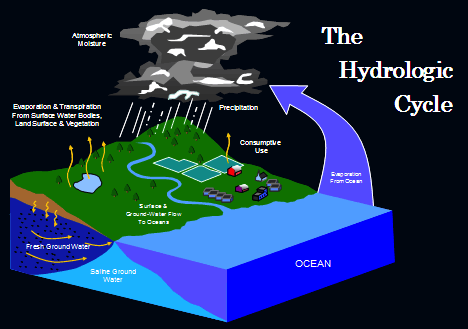 The
Hydrologic
Cycle
Atmospheric
Moisture
Evaporation & Transpiration
From Surface Water Bodies,
Land Surface & Vegetation
Precipitation
Consumptive
Use
Evaporation
From Ocean
Surface &
Ground-Water Flow
To Oceans
Fresh Ground Water
Saline Ground
Water
OCEAN